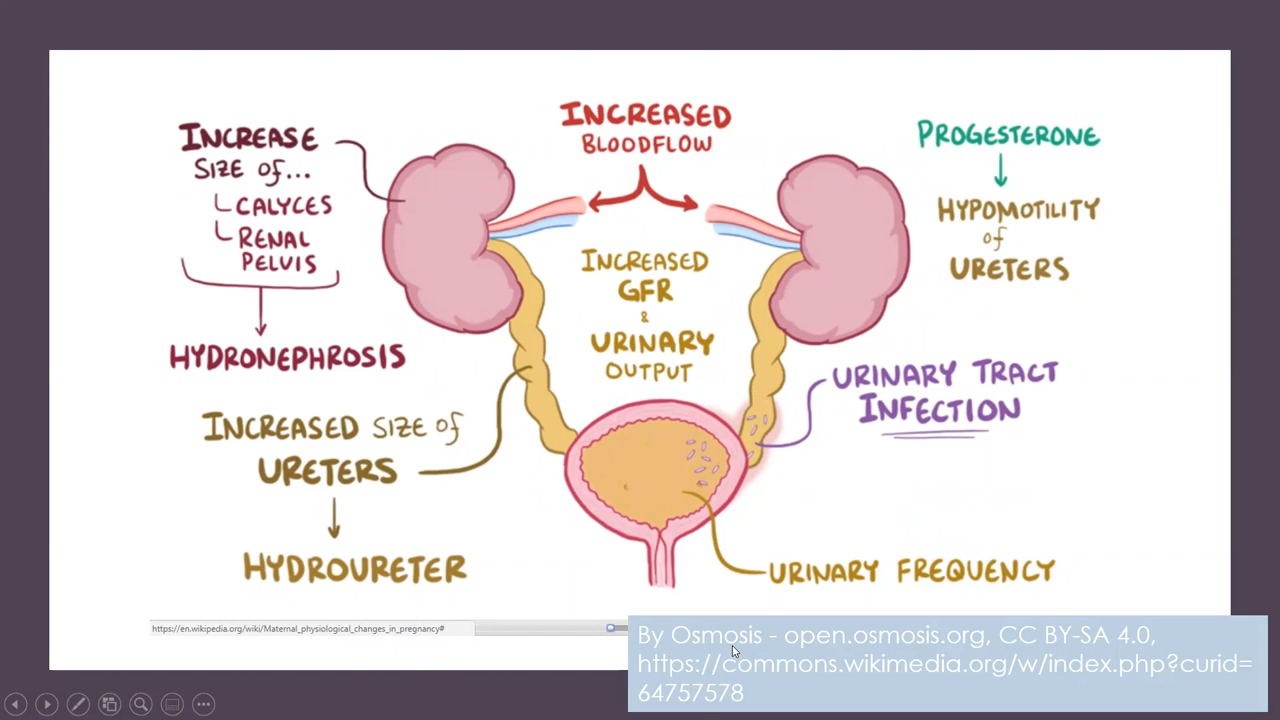 INCREASE
SIZE OF...
CALYCES
RENAL
PELVIS
HYDRONEPHROSIS
INCREASED SIZE OF
URETERS
HYDROURETER
INCREASED
BLOODFLOW
INCREASED
GFR
&
URINARY
OUTPUT
PROGESTERONE
HYPOMOTILITY
of
URETERS
URINARY TRACT
INFECTION
URINARY FREQUENCY
https://en.wikipedia.org/wiki/Maternal_physiological_changes_in_pregnancy#
By Osmosis - open.osmosis.org, CC BY-SA 4.0,
https://commons.wikimedia.org/w/index.php?curid=
64757578